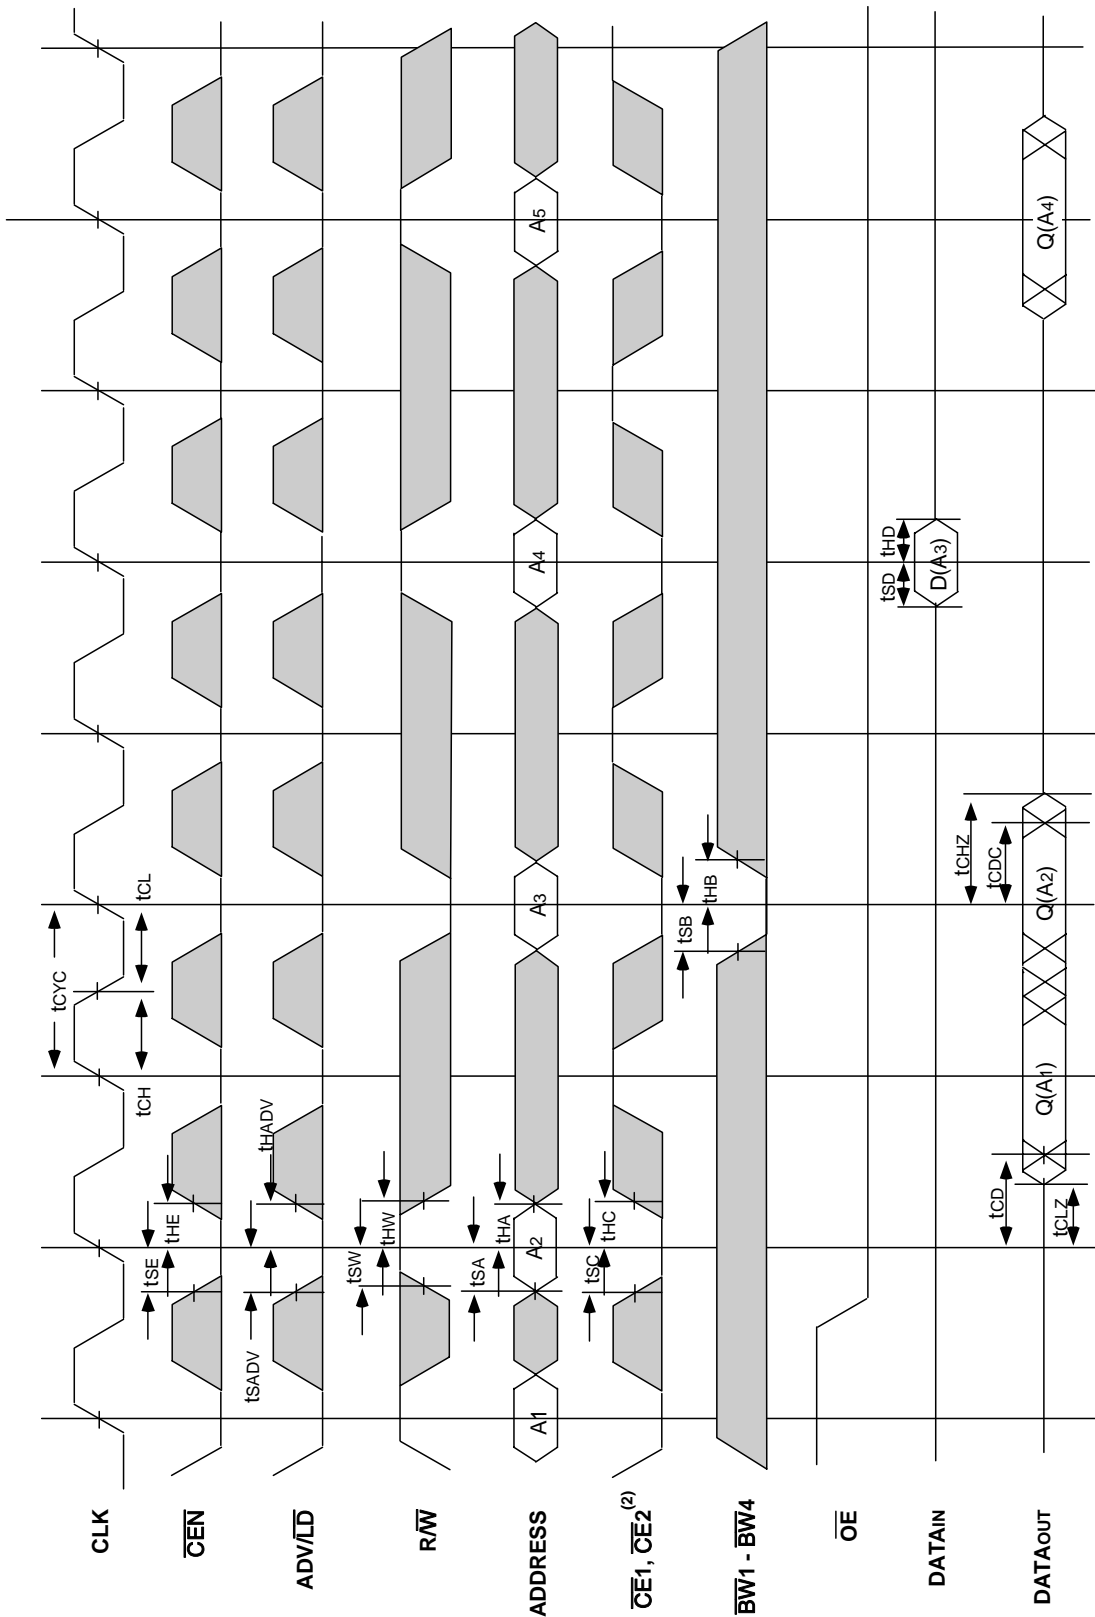 CLK
tCYC
tCH
tCL
CEN
tSE
tHE
ADV/LD
tSADV
tHADV
R/W
tSW
tHW
ADDRESS
A1
A2
A3
A4
A5
tSA
tHA
CE1, CE2(2)
tSC
tHC
BW1 - BW4
tSB
tHB
OE
DATAIN
tSD
tHD
D(A3)
DATAOUT
tCD
tCLZ
Q(A1)
Q(A2)
tCHZ
tCDC
Q(A4)